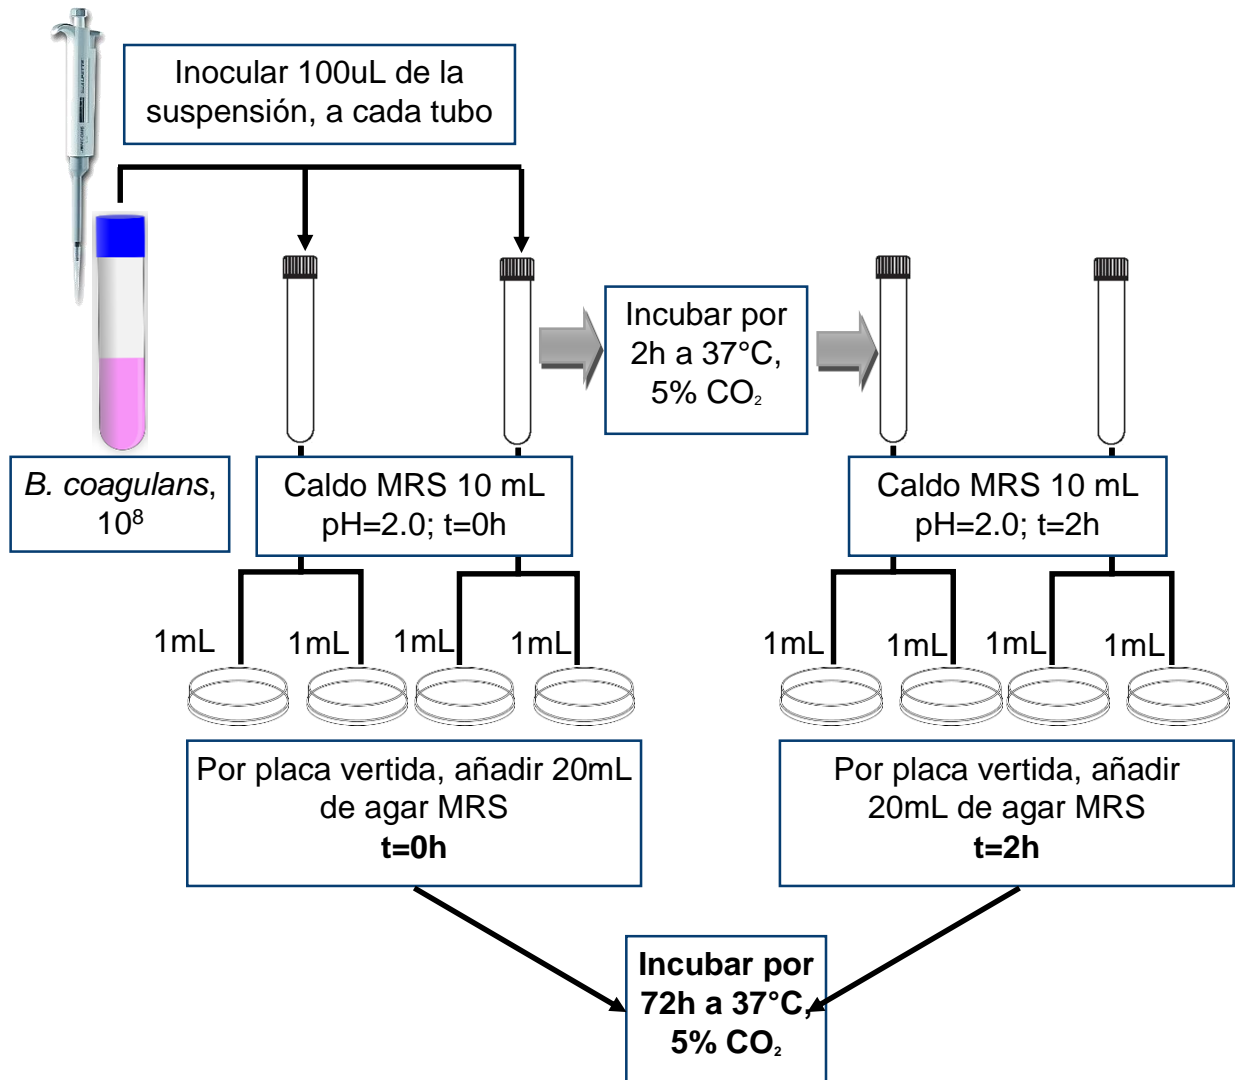 Inocular 100uL de la
suspensión, a cada tubo
Incubar por
2h a 37°C,
5% CO₂
B. coagulans,
10⁸
Caldo MRS 10 mL
pH=2.0; t=0h
Caldo MRS 10 mL
pH=2.0; t=2h
1mL 1mL 1mL 1mL
1mL 1mL 1mL 1mL
Por placa vertida, añadir 20mL
de agar MRS
t=0h
Por placa vertida, añadir
20mL de agar MRS
t=2h
Incubar por
72h a 37°C,
5% CO₂